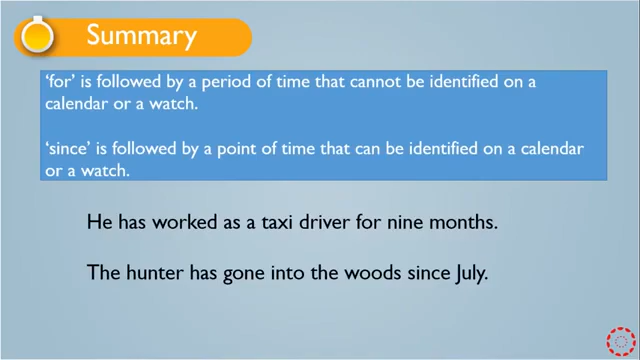 Summary
‘for’ is followed by a period of time that cannot be identified on a
calendar or a watch.
‘since’ is followed by a point of time that can be identified on a calendar
or a watch.
He has worked as a taxi driver for nine months.
The hunter has gone into the woods since July.